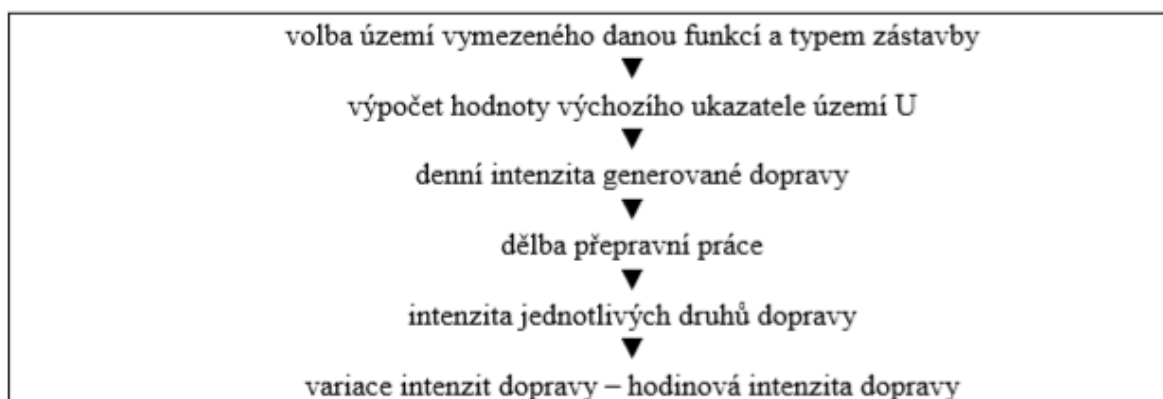 volba území vymezeného danou funkcí a typem zástavby
výpočet hodnoty výchozího ukazatele území U
denní intenzita generované dopravy
dělba přepravní práce
intenzita jednotlivých druhů dopravy
variace intenzit dopravy – hodinová intenzita dopravy